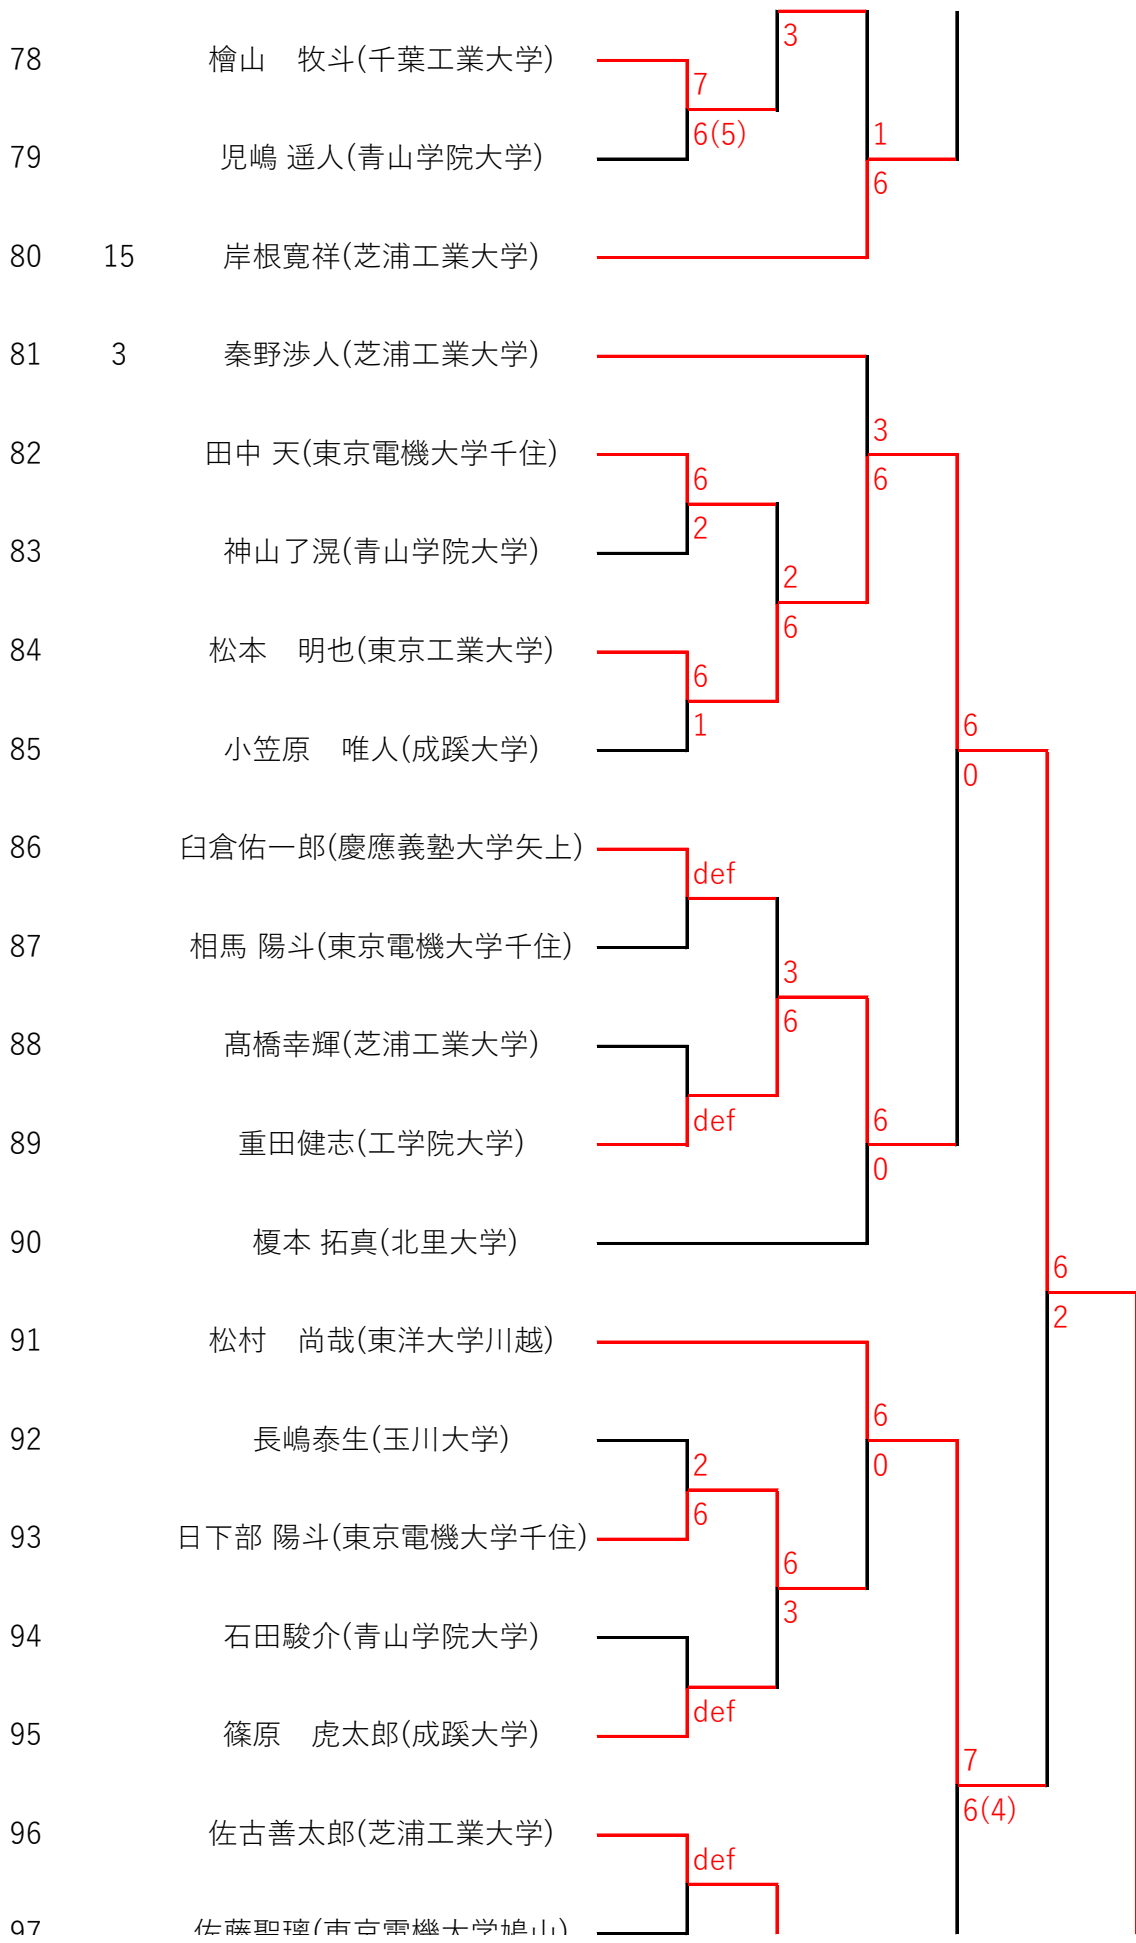 3
78 檜山　牧斗(千葉工業大学)
7
6(5)
1
79 児嶋 遥人(青山学院大学)
6
80 15 岸根寛祥(芝浦工業大学)
81 3 秦野渉人(芝浦工業大学)
3
82 田中 天(東京電機大学千住)
6
6
2
83 神山了滉(青山学院大学)
2
6
84 松本　明也(東京工業大学)
6
1
6
85 小笠原　唯人(成蹊大学)
0
86 臼倉佑一郎(慶應義塾大学矢上)
def
87 相馬 陽斗(東京電機大学千住)
3
6
88 髙橋幸輝(芝浦工業大学)
def
6
89 重田健志(工学院大学)
0
90 榎本 拓真(北里大学)
6
2
91 松村　尚哉(東洋大学川越)
6
92 長嶋泰生(玉川大学)
2
0
6
93 日下部 陽斗(東京電機大学千住)
6
3
94 石田駿介(青山学院大学)
def
95 篠原　虎太郎(成蹊大学)
7
6(4)
96 佐古善太郎(芝浦工業大学)
def
97 佐藤聖璃(東京電機大学鳩山)